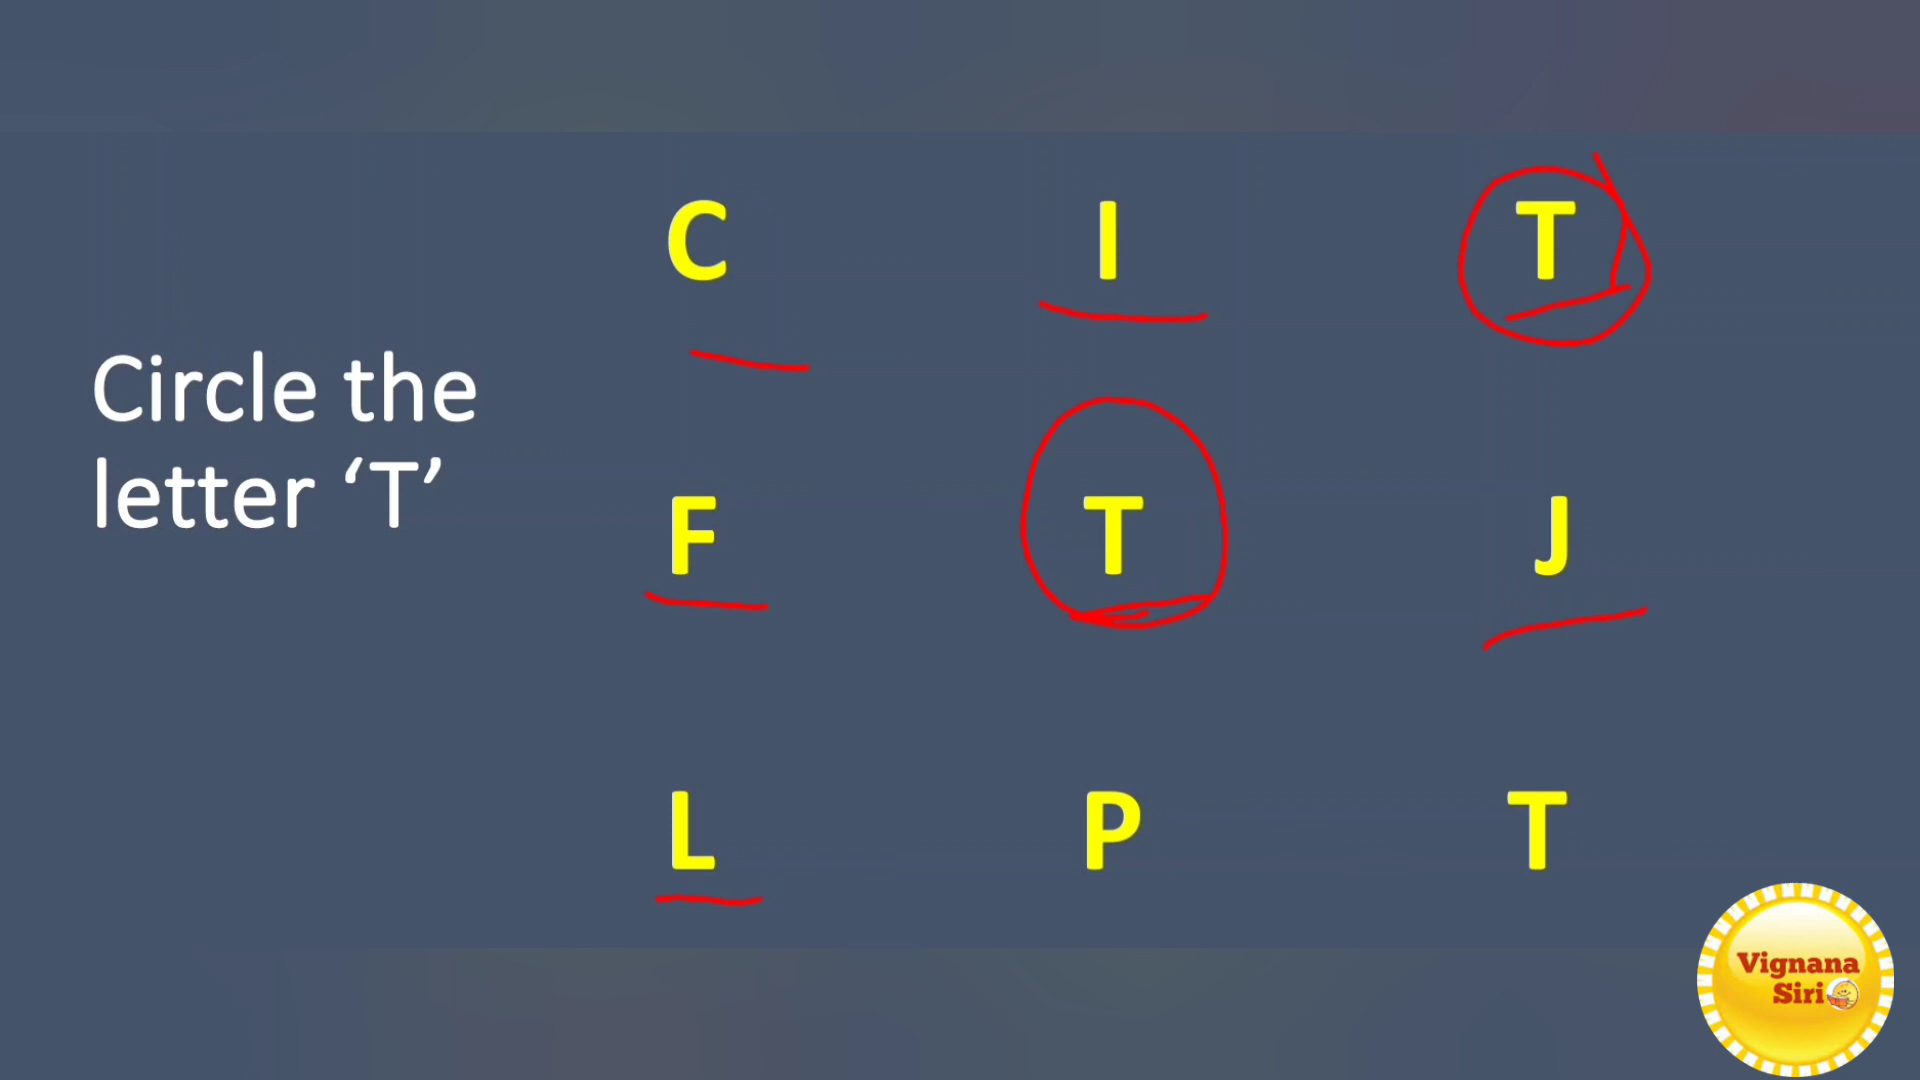 C I T
Circle the
letter ‘T’
F T J
L P T
Vignana
Siri